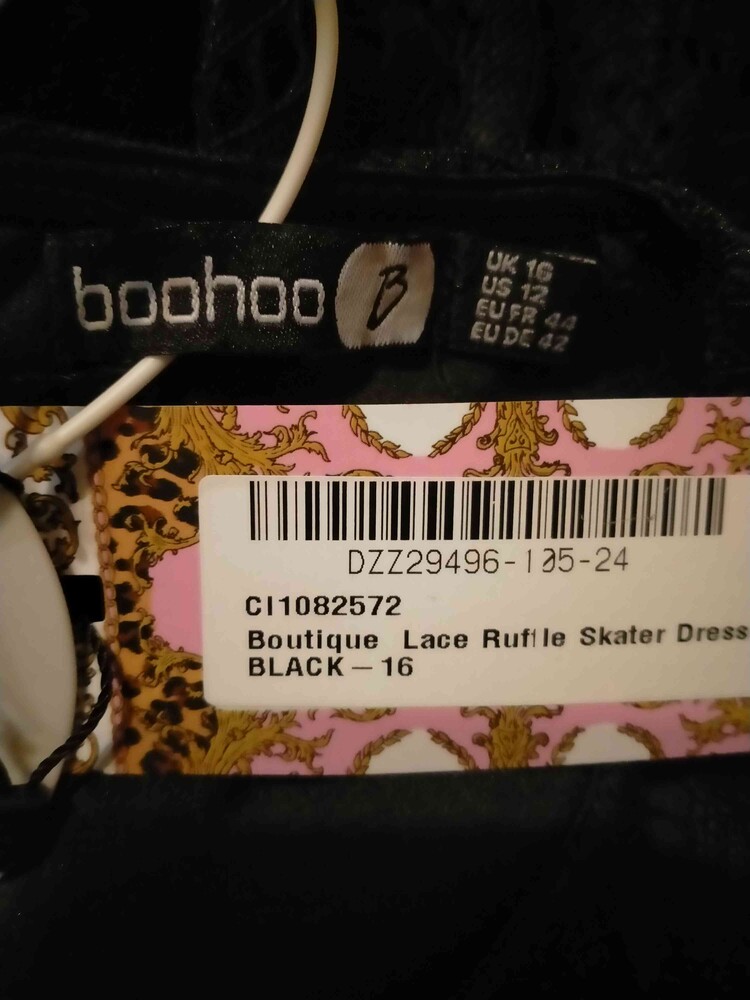 boohoo B
UK 16
US 12
EU FR 44
EU DE 42
DZZ29496-105-24
CI1082572
Boutique Lace Ruffle Skater Dress
BLACK - 16